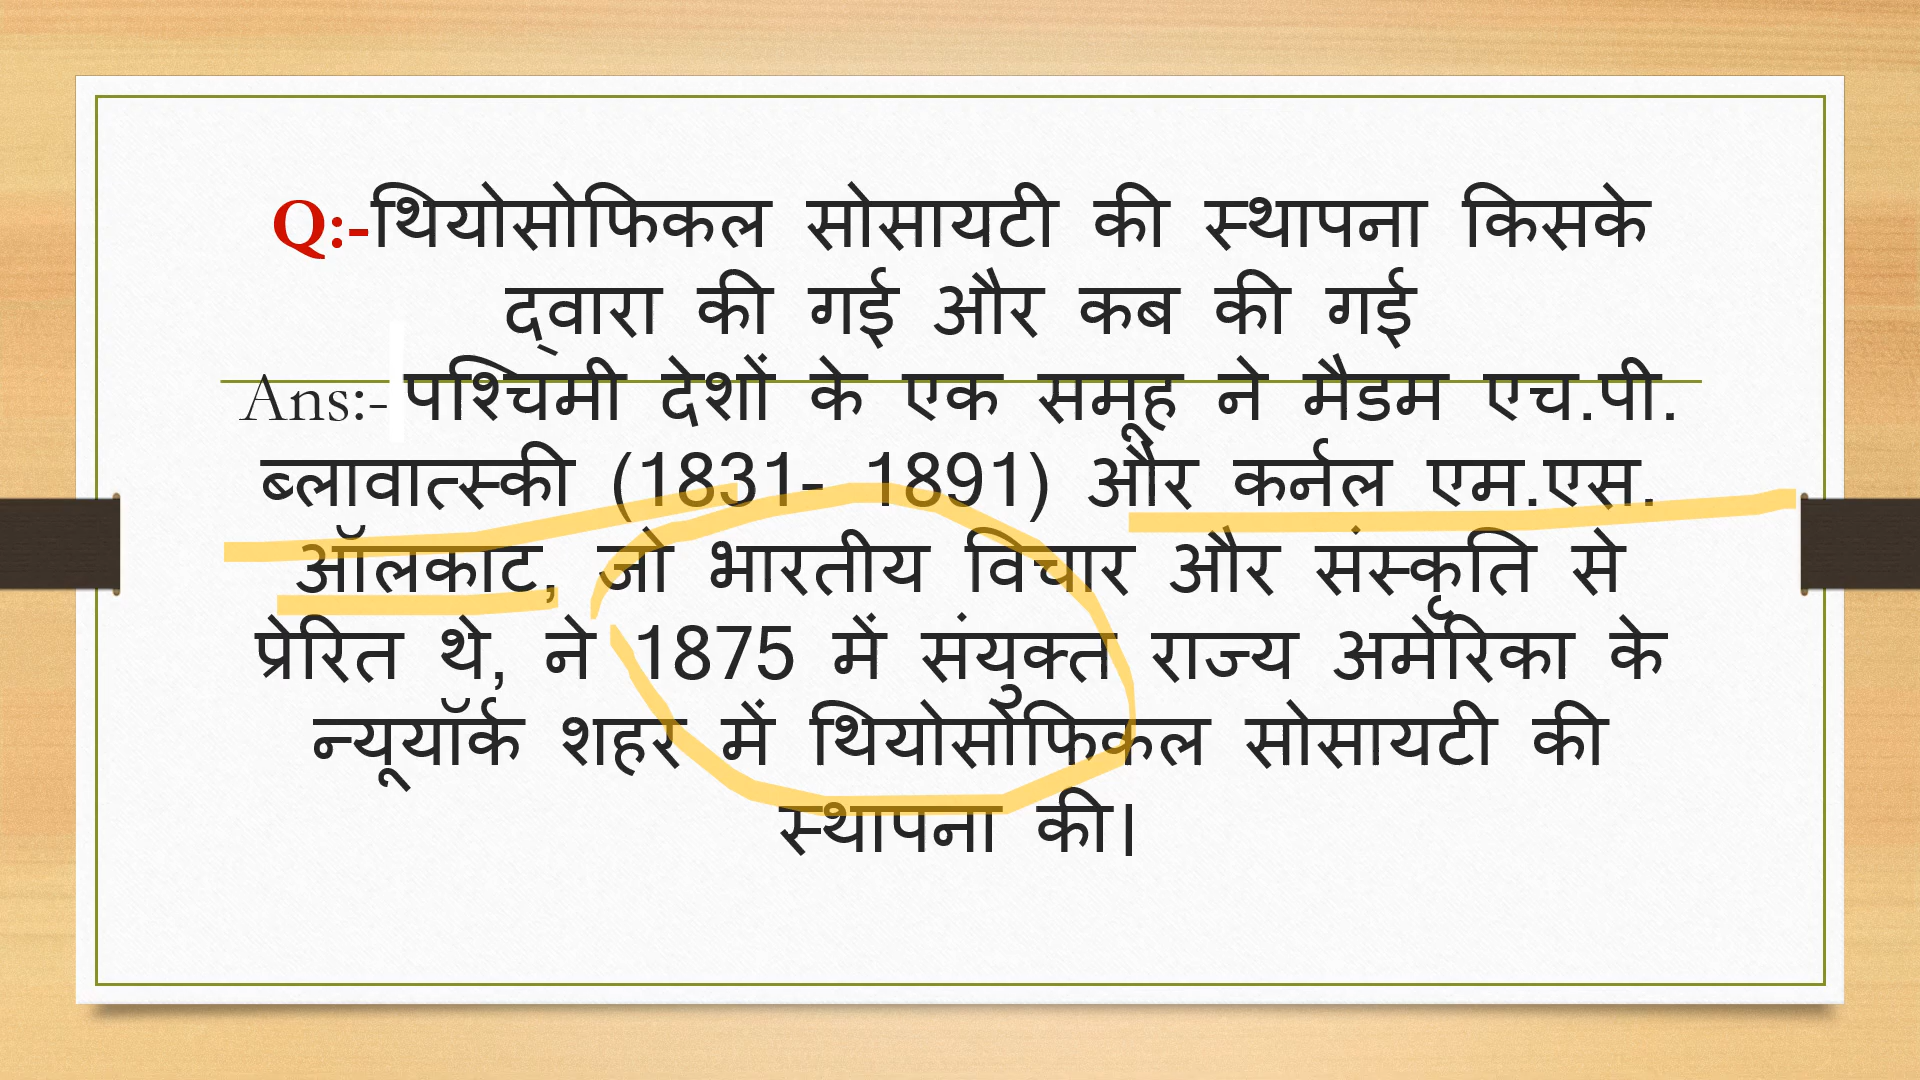 Q:-थियोसोफिकल सोसायटी की स्थापना किसके
द्वारा की गई और कब की गई
Ans:- पश्चिमी देशों के एक समूह ने मैडम एच.पी.
ब्लावात्स्की (1831- 1891) और कर्नल एम.एस.
ऑलकाट, जो भारतीय विचार और संस्कृति से
प्रेरित थे, ने 1875 में संयुक्त राज्य अमेरिका के
न्यूयॉर्क शहर में थियोसोफिकल सोसायटी की
स्थापना की।